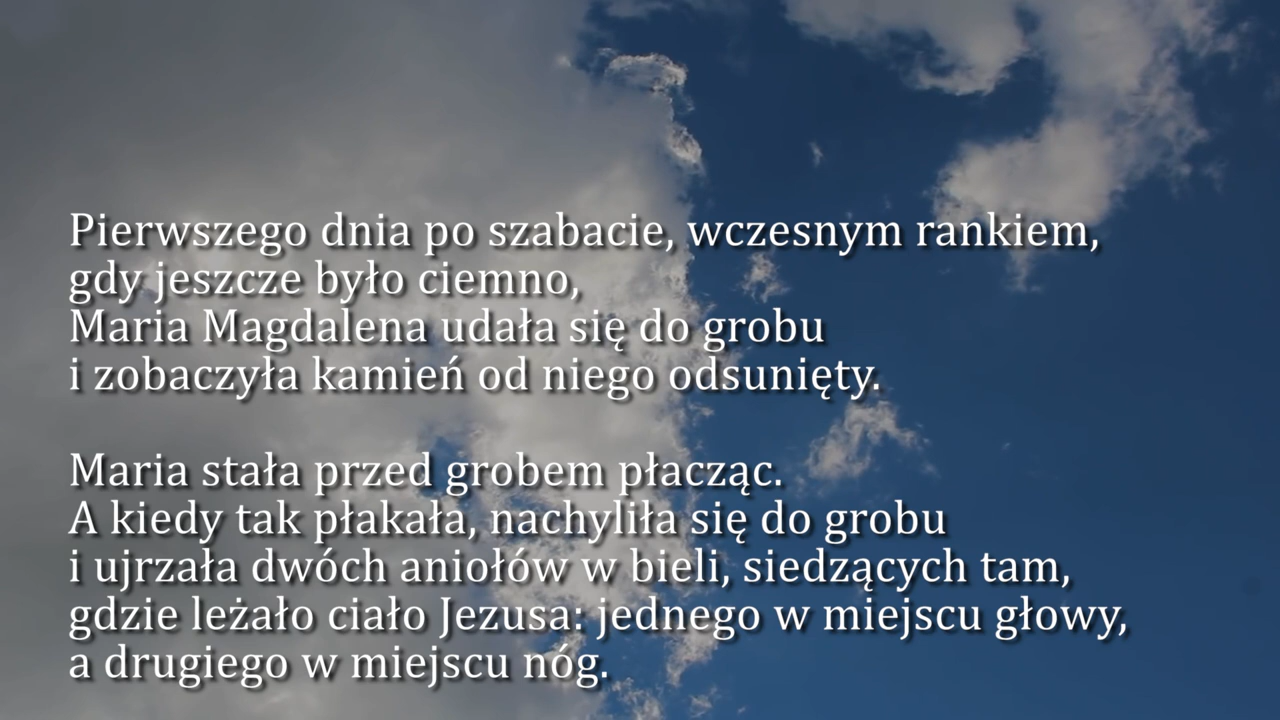 Pierwszego dnia po szabacie, wczesnym rankiem,
gdy jeszcze było ciemno,
Maria Magdalena udała się do grobu
i zobaczyła kamień od niego odsunięty.
Maria stała przed grobem płacząc.
A kiedy tak płakała, nachyliła się do grobu
i ujrzała dwóch aniołów w bieli, siedzących tam,
gdzie leżało ciało Jezusa: jednego w miejscu głowy,
a drugiego w miejscu nóg.